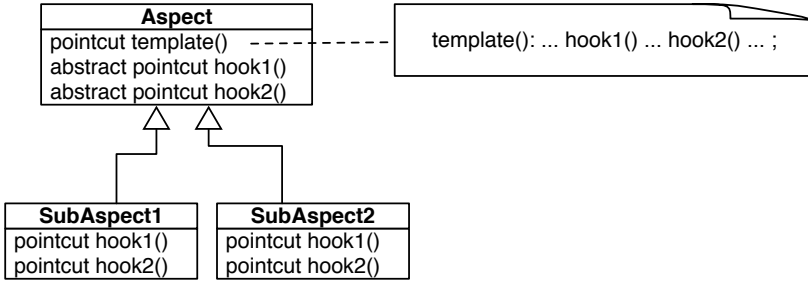 Aspect
pointcut template()
abstract pointcut hook1()
abstract pointcut hook2()
template(): ... hook1() ... hook2() ... ;
SubAspect1
pointcut hook1()
pointcut hook2()
SubAspect2
pointcut hook1()
pointcut hook2()